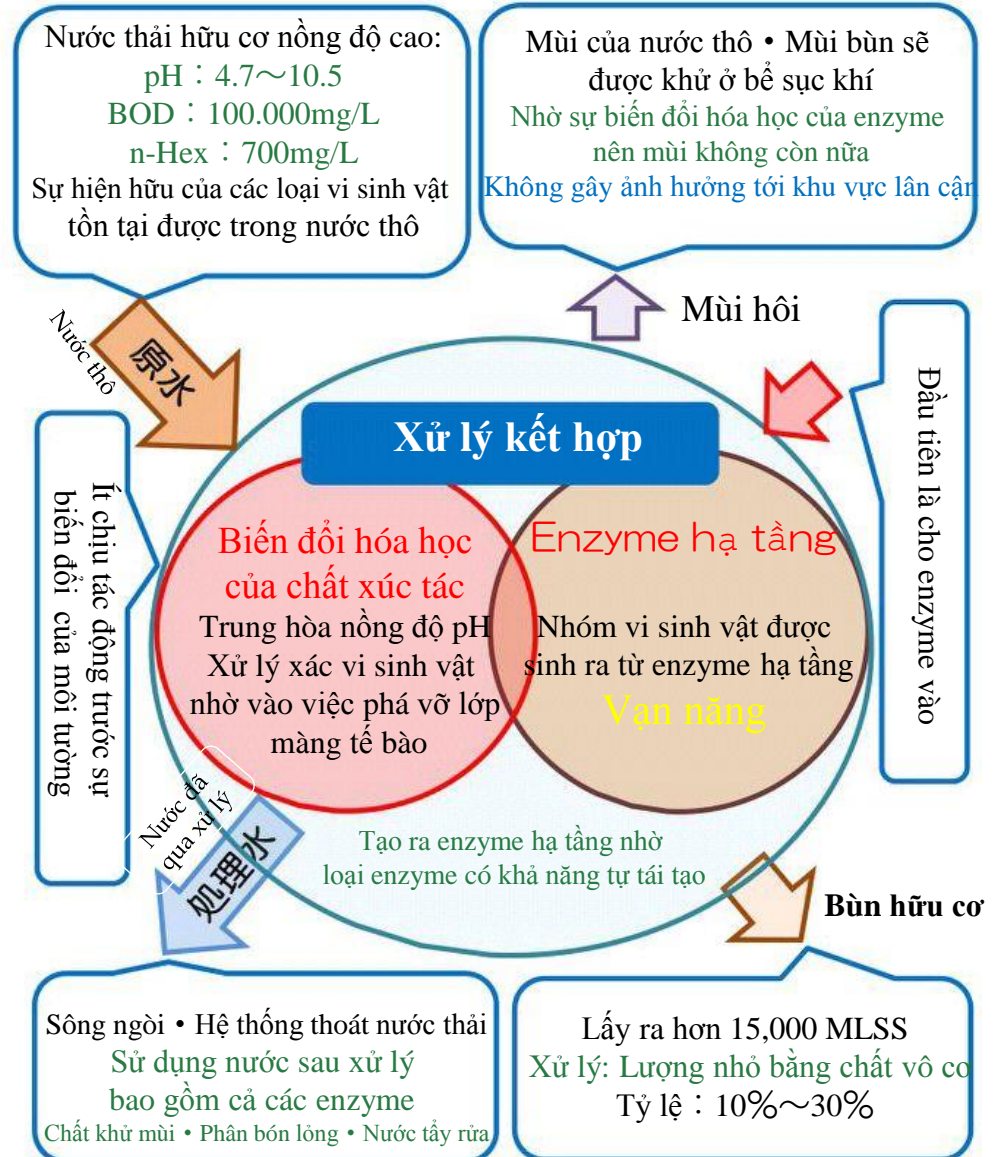 Nước thải hữu cơ nồng độ cao:
pH：4.7～10.5
BOD：100.000mg/L
n-Hex：700mg/L
Sự hiện hữu của các loại vi sinh vật
tồn tại được trong nước thô
Mùi của nước thô • Mùi bùn sẽ
được khử ở bể sục khí
Nhờ sự biến đổi hóa học của enzyme
nên mùi không còn nữa
Không gây ảnh hưởng tới khu vực lân cận
Nước thô
原水
Mùi hôi
Đầu tiên là cho enzyme vào
Xử lý kết hợp
Ít chịu tác động trước sự
biến đổi của môi tường
Biến đổi hóa học
của chất xúc tác
Trung hòa nồng độ pH
Xử lý xác vi sinh vật
nhờ vào việc phá vỡ lớp
màng tế bào
Enzyme hạ tầng
Nhóm vi sinh vật được
sinh ra từ enzyme hạ tầng
Vạn năng
Nước đã
qua xử lý
処理水
Tạo ra enzyme hạ tầng nhờ
loại enzyme có khả năng tự tái tạo
Bùn hữu cơ
Sông ngòi • Hệ thống thoát nước thải
Sử dụng nước sau xử lý
bao gồm cả các enzyme
Chất khử mùi • Phân bón lỏng • Nước tẩy rửa
Lấy ra hơn 15,000 MLSS
Xử lý: Lượng nhỏ bằng chất vô cơ
Tỷ lệ：10%～30%